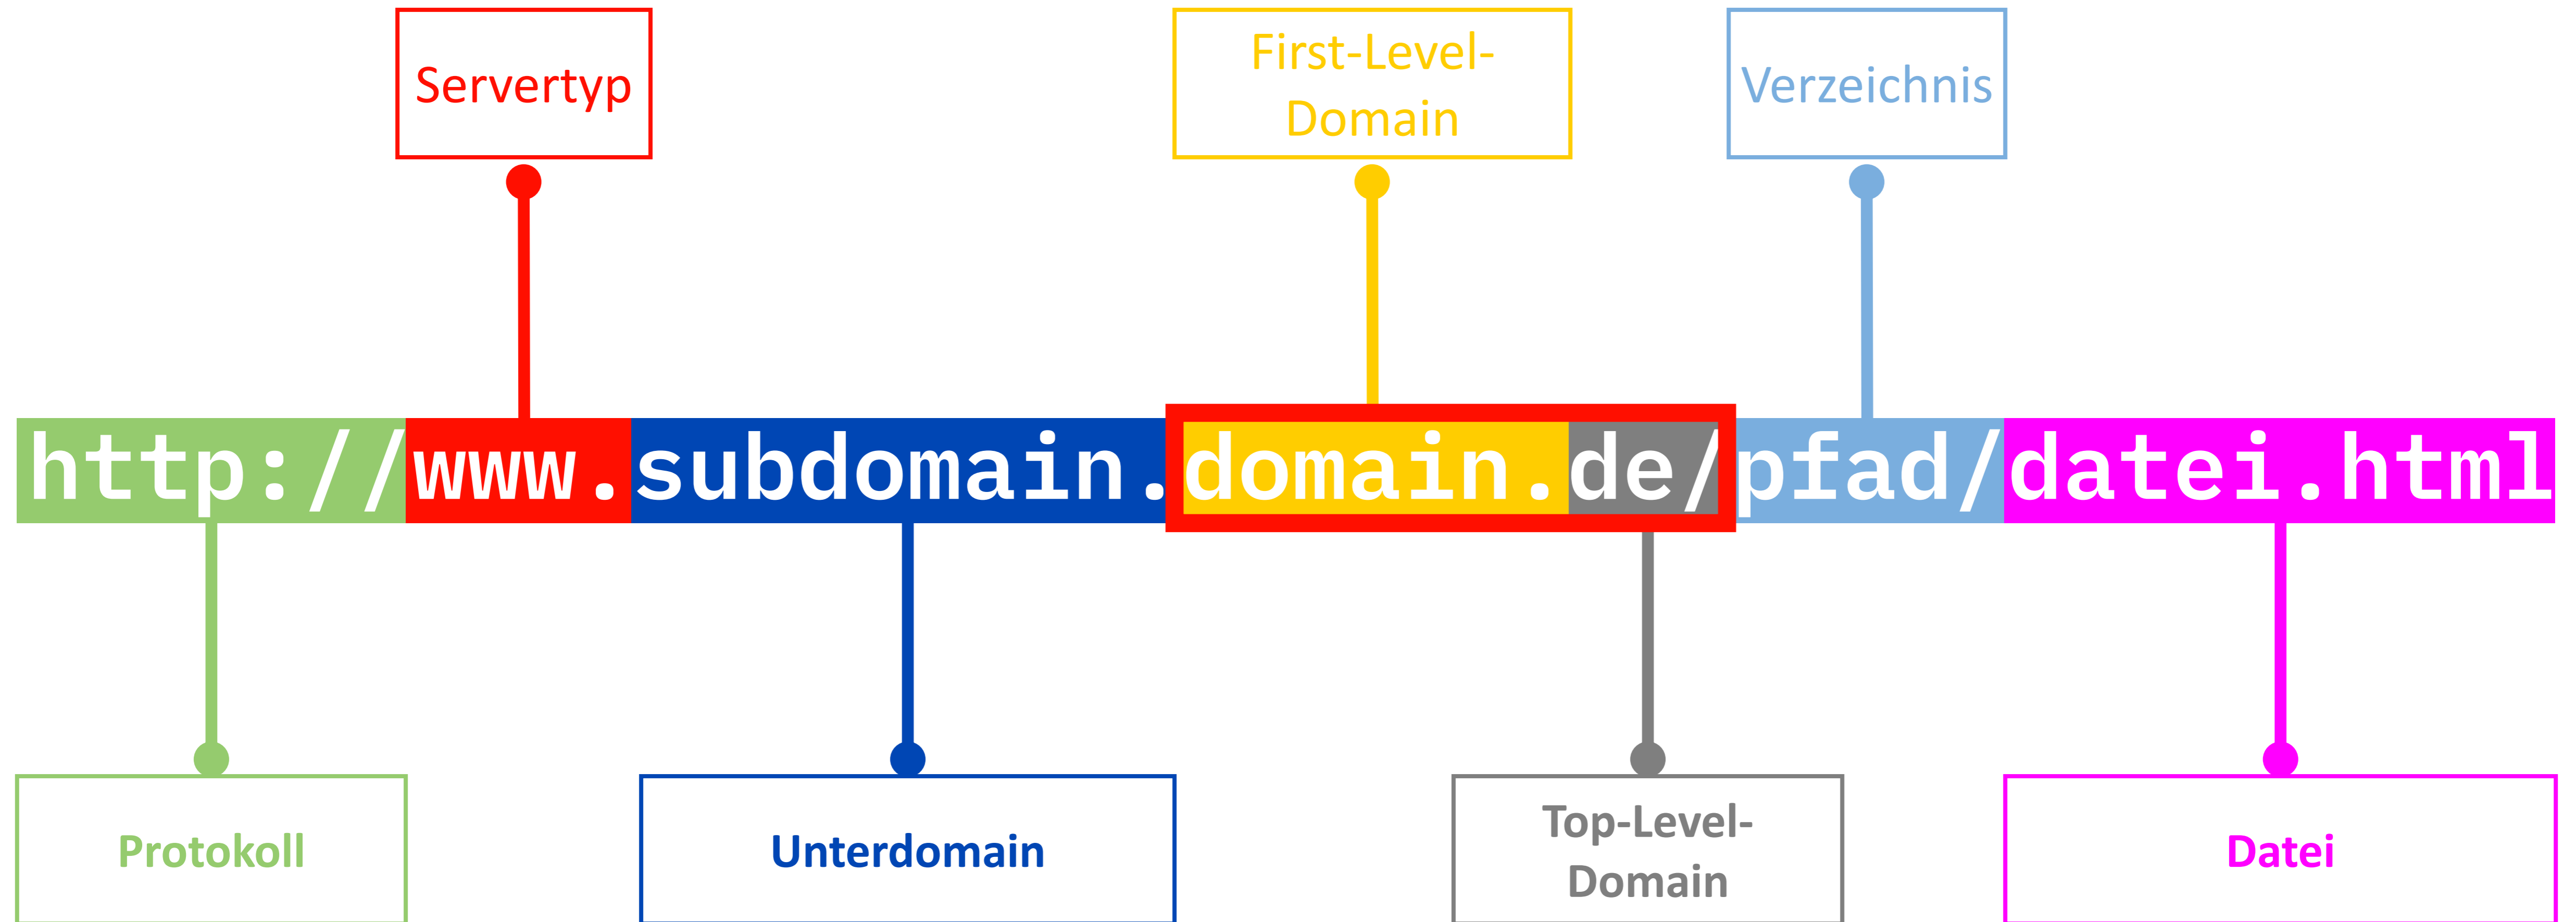 Servertyp
First-Level-
Domain
Verzeichnis
http://www.subdomain.domain.de/pfad/datei.html
Protokoll
Unterdomain
Top-Level-
Domain
Datei